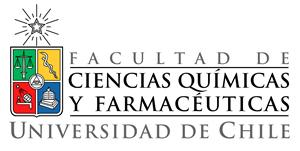 FACULTAD DE
CIENCIAS QUÍMICAS
Y FARMACÉUTICAS
UNIVERSIDAD DE CHILE